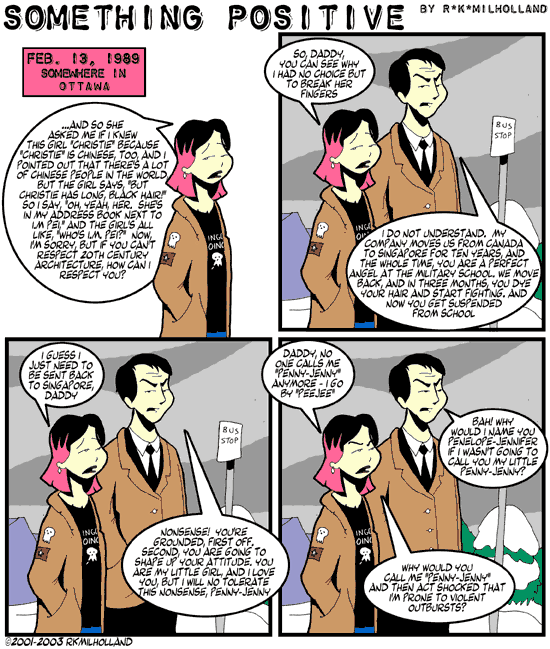 SOMETHING POSITIVE
BY R*K*MILHOLLAND
FEB. 13, 1989
SOMEWHERE IN
OTTAWA
...AND SO SHE
ASKED ME IF I KNEW
THIS GIRL "CHRISTIE" BECAUSE
"CHRISTIE" IS CHINESE, TOO, AND I
POINTED OUT THAT THERE'S A LOT
OF CHINESE PEOPLE IN THE WORLD.
BUT THE GIRL SAYS, "BUT
CHRISTIE HAS LONG, BLACK HAIR!"
SO I SAY, "OH, YEAH, HER. SHE'S
IN MY ADDRESS BOOK NEXT TO
I.M PEI." AND THE GIRL'S ALL
LIKE, "WHO'S I.M. PEI?" NOW,
I'M SORRY, BUT IF YOU CAN'T
RESPECT 20TH CENTURY
ARCHITECTURE, HOW CAN I
RESPECT YOU?
INGL
OING
SO, DADDY,
YOU CAN SEE WHY
I HAD NO CHOICE BUT
TO BREAK HER
FINGERS
BUS
STOP
INGL
OING
I DO NOT UNDERSTAND. MY
COMPANY MOVES US FROM CANADA
TO SINGAPORE FOR TEN YEARS, AND
THE WHOLE TIME, YOU ARE A PERFECT
ANGEL AT THE MILITARY SCHOOL. WE MOVE
BACK, AND IN THREE MONTHS, YOU DYE
YOUR HAIR AND START FIGHTING. AND
NOW YOU GET SUSPENDED
FROM SCHOOL
I GUESS I
JUST NEED TO
BE SENT BACK
TO SINGAPORE,
DADDY
BUS
STOP
INGL
OING
NONSENSE! YOU'RE
GROUNDED, FIRST OFF.
SECOND, YOU ARE GOING TO
SHAPE UP YOUR ATTITUDE. YOU
ARE MY LITTLE GIRL, AND I LOVE
YOU, BUT I WILL NO TOLERATE
THIS NONSENSE, PENNY-JENNY
DADDY, NO
ONE CALLS ME
"PENNY-JENNY"
ANYMORE - I GO
BY "PEEJEE"
BAH! WHY
WOULD I NAME YOU
PENELOPE-JENNIFER
IF I WASN'T GOING TO
CALL YOU MY LITTLE
PENNY-JENNY?
INGL
OING
WHY WOULD YOU
CALL ME "PENNY-JENNY"
AND THEN ACT SHOCKED THAT
I'M PRONE TO VIOLENT
OUTBURSTS?
©2001-2003 RKMILHOLLAND